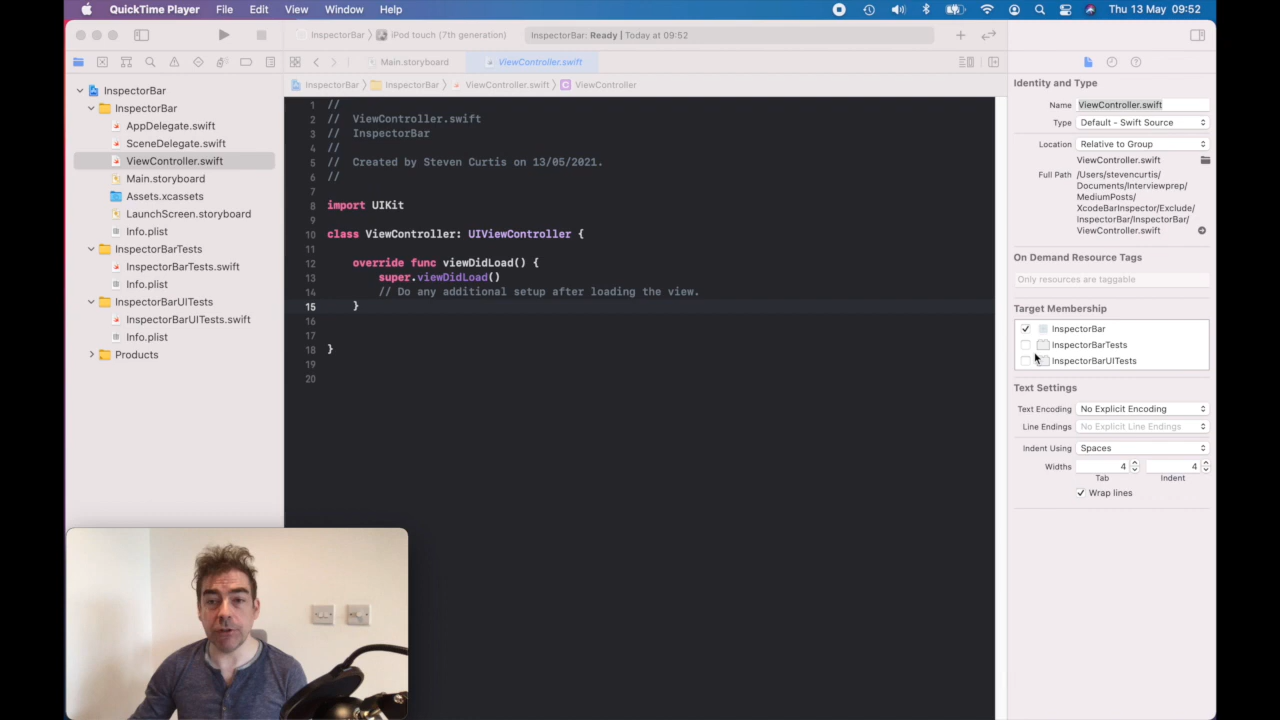 QuickTime Player File Edit View Window Help Thu 13 May 09:52
InspectorBar iPod touch (7th generation) InspectorBar: Ready | Today at 09:52
Main.storyboard ViewController.swift
InspectorBar InspectorBar ViewController.swift C ViewController
InspectorBar
InspectorBar
AppDelegate.swift
SceneDelegate.swift
ViewController.swift
Main.storyboard
Assets.xcassets
LaunchScreen.storyboard
Info.plist
InspectorBarTests
InspectorBarTests.swift
Info.plist
InspectorBarUITests
InspectorBarUITests.swift
Info.plist
Products
1 //
2 // ViewController.swift
3 // InspectorBar
4 //
5 // Created by Steven Curtis on 13/05/2021.
6 //
7
8 import UIKit
9
10 class ViewController: UIViewController {
11
12 override func viewDidLoad() {
13 super.viewDidLoad()
14 // Do any additional setup after loading the view.
15 }
16
17
18 }
19
20
Identity and Type
Name ViewController.swift
Type Default - Swift Source
Location Relative to Group
ViewController.swift
Full Path /Users/stevencurtis/
Documents/Interviewprep/
MediumPosts/
XcodeBarInspector/Exclude/
InspectorBar/InspectorBar/
ViewController.swift
On Demand Resource Tags
Only resources are taggable
Target Membership
InspectorBar
InspectorBarTests
InspectorBarUITests
Text Settings
Text Encoding No Explicit Encoding
Line Endings No Explicit Line Endings
Indent Using Spaces
Widths 4 4
Tab Indent
Wrap lines